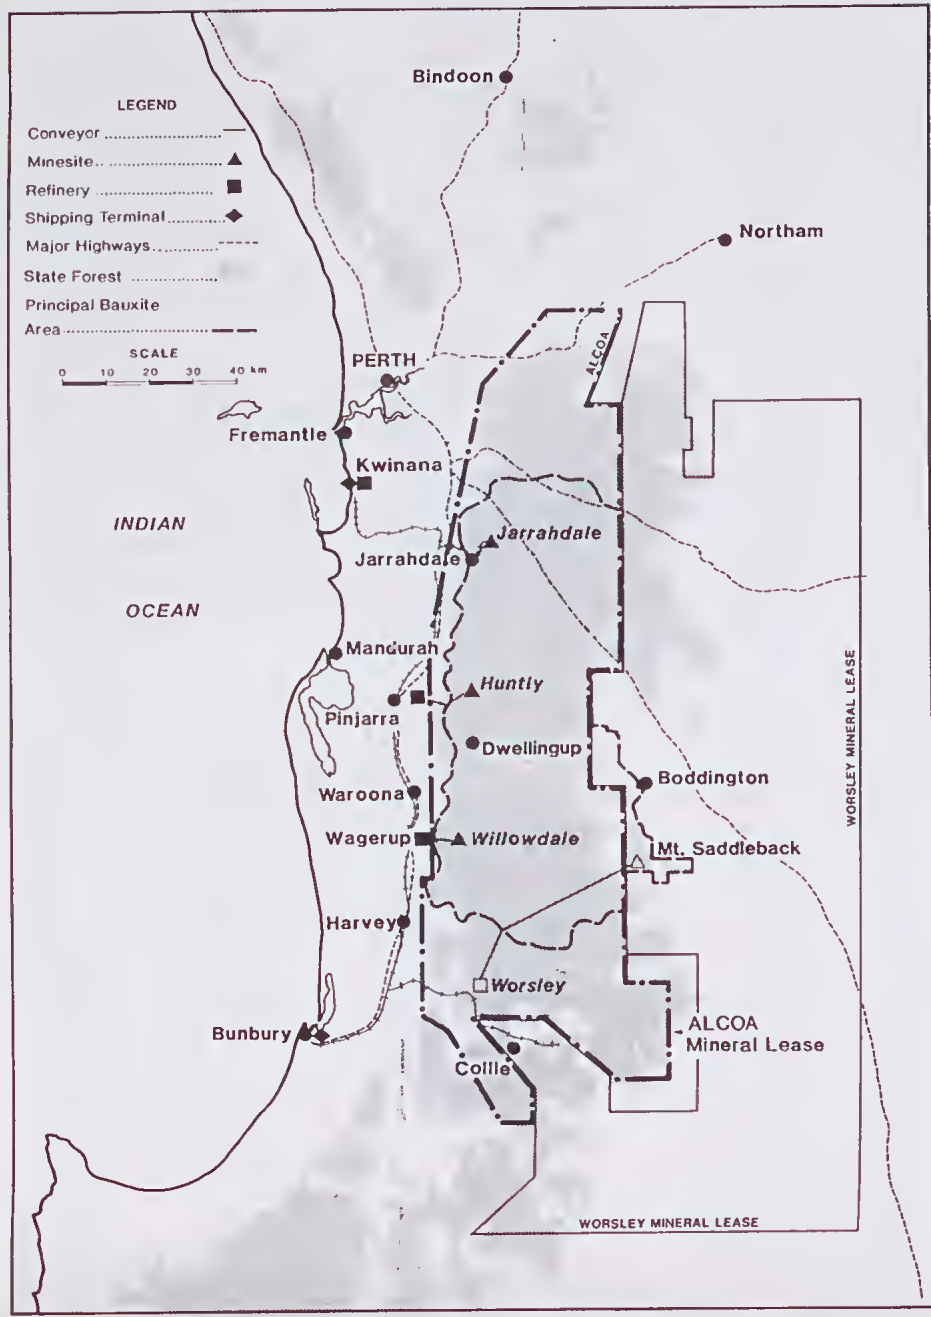 Bindoon
LEGEND
Conveyor
Minesite
Refinery
Shipping Terminal
Major Highways
State Forest
Principal Bauxite
Area
SCALE
0 10 20 30 40 km
Northam
ALCOA
PERTH
Fremantle
Kwinana
INDIAN
OCEAN
Jarrahdale
Jarrahdale
Mandurah
Huntly
Pinjarra
Dwellingup
WORSLEY MINERAL LEASE
Boddington
Waroona
Wagerup
Willowdale
Mt. Saddleback
Harvey
Worsley
Bunbury
ALCOA
Mineral Lease
Collie
WORSLEY MINERAL LEASE